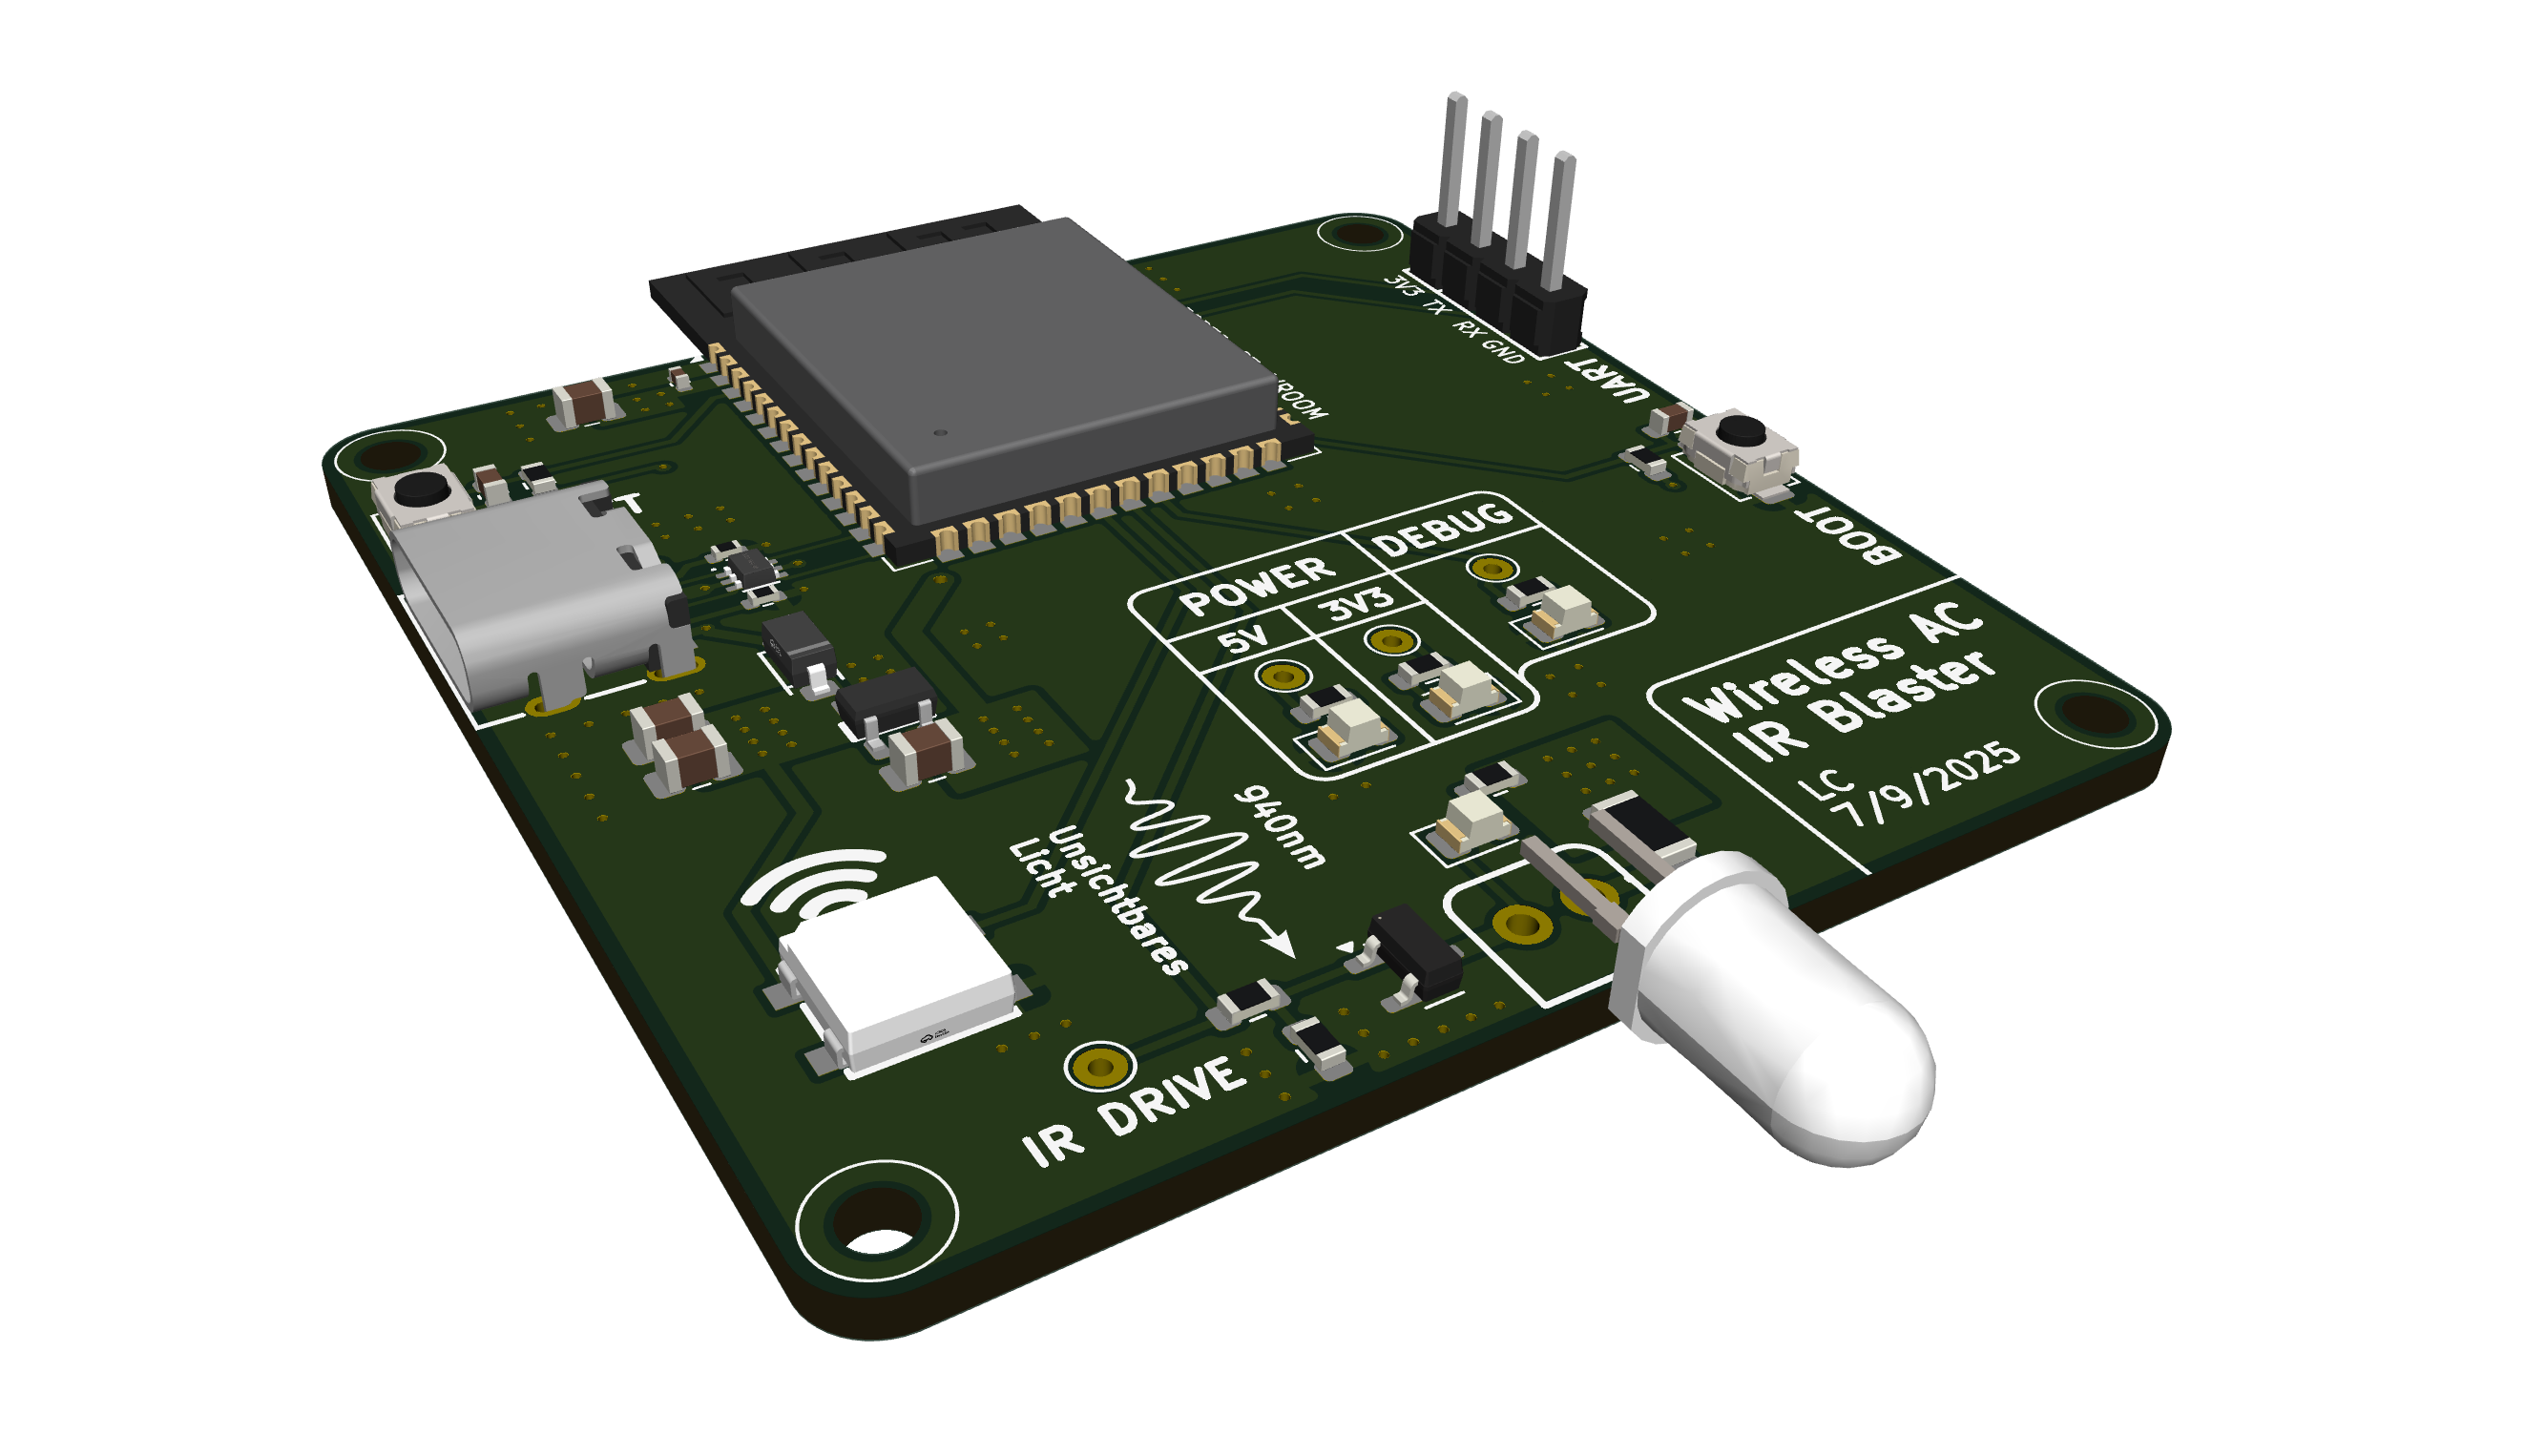 3V3 TX RX GND
UART
BOOT
POWER
DEBUG
5V
3V3
Wireless AC
IR Blaster
LC
7/9/2025
940nm
Unsichtbares
Licht
IR DRIVE